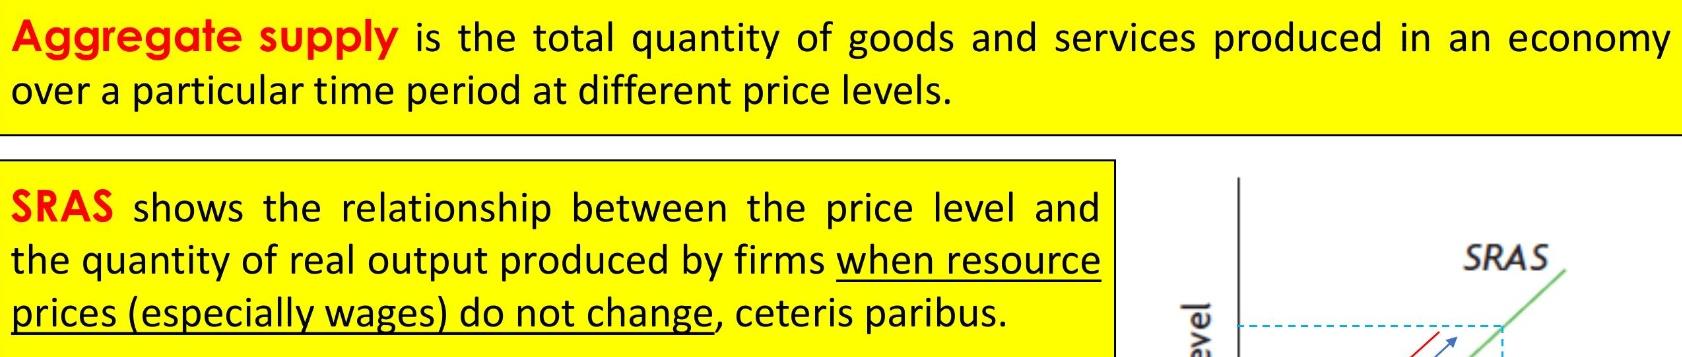 Aggregate supply is the total quantity of goods and services produced in an economy
over a particular time period at different price levels.
SRAS shows the relationship between the price level and
the quantity of real output produced by firms when resource
prices (especially wages) do not change, ceteris paribus.
SRAS